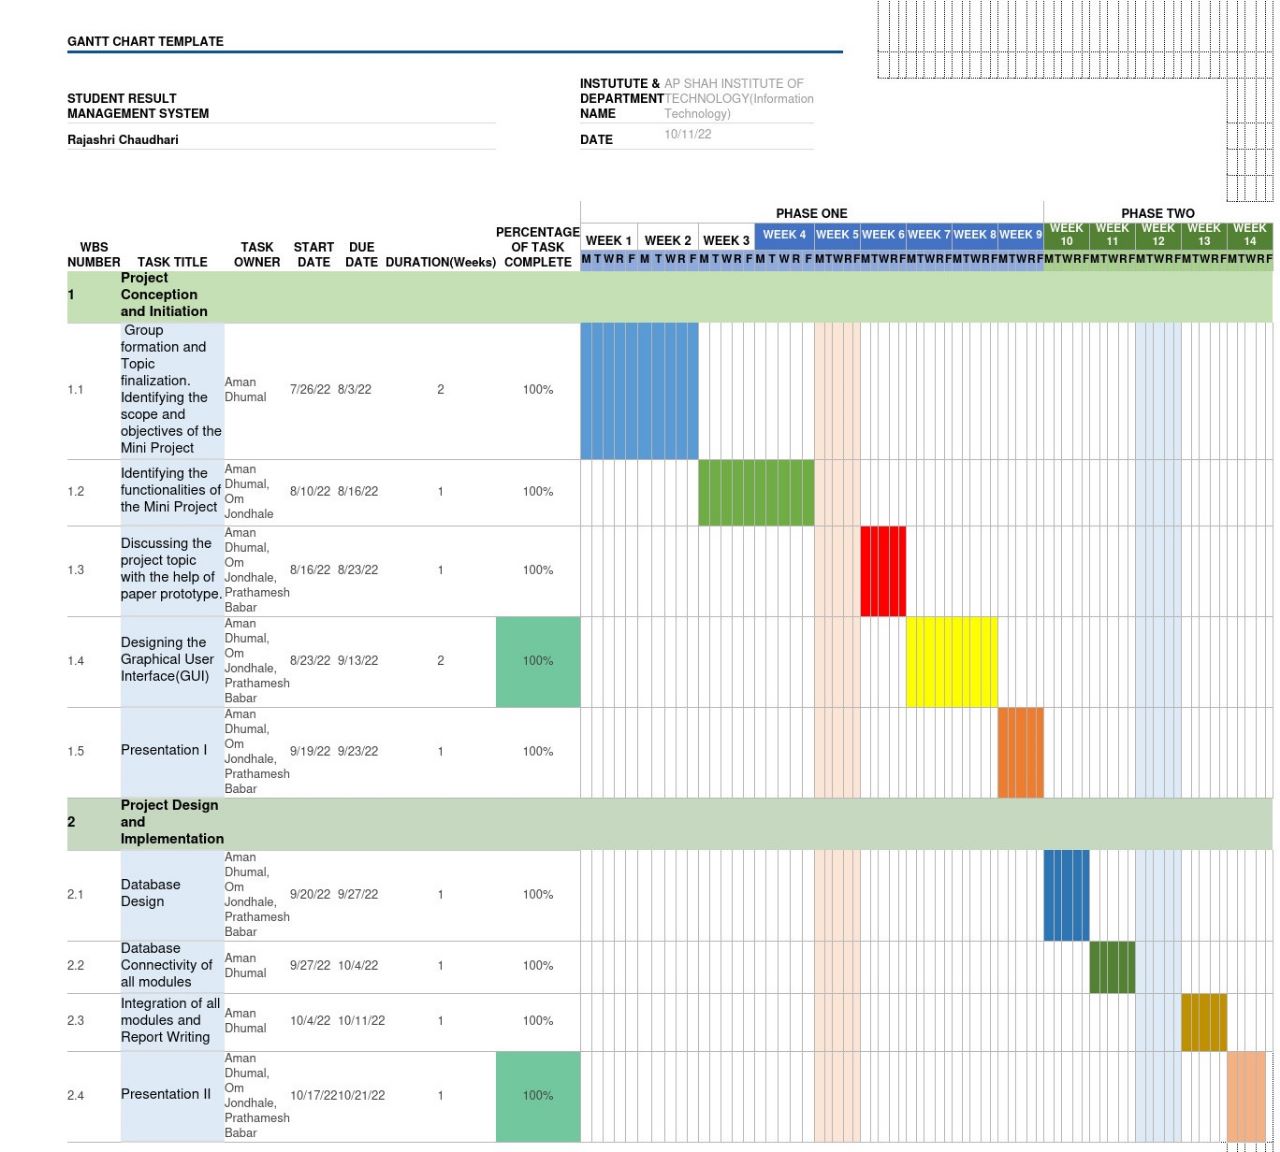 GANTT CHART TEMPLATE
INSTUTUTE & AP SHAH INSTITUTE OF
STUDENT RESULT DEPARTMENT TECHNOLOGY(Information
MANAGEMENT SYSTEM NAME Technology)
Rajashri Chaudhari DATE 10/11/22
PHASE ONE PHASE TWO
WEEK 1 WEEK 2 WEEK 3 WEEK 4 WEEK 5 WEEK 6 WEEK 7 WEEK 8 WEEK 9 WEEK 10 WEEK 11 WEEK 12 WEEK 13 WEEK 14
WBS NUMBER TASK TITLE TASK OWNER START DATE DUE DATE DURATION(Weeks) PERCENTAGE OF TASK COMPLETE
M T W R F M T W R F M T W R F M T W R F M T W R F M T W R F M T W R F M T W R F M T W R F M T W R F M T W R F M T W R F M T W R F M T W R F
1 Project
Conception
and Initiation
Group
formation and
Topic
finalization.
1.1 Identifying the Aman Dhumal 7/26/22 8/3/22 2 100%
scope and
objectives of the
Mini Project
Identifying the
1.2 functionalities of Aman Dhumal, Om Jondhale 8/10/22 8/16/22 1 100%
the Mini Project
Discussing the
project topic
1.3 with the help of Aman Dhumal, Om Jondhale, Prathamesh Babar 8/16/22 8/23/22 1 100%
paper prototype.
Designing the
1.4 Graphical User Aman Dhumal, Om Jondhale, Prathamesh Babar 8/23/22 9/13/22 2 100%
Interface(GUI)
1.5 Presentation I Aman Dhumal, Om Jondhale, Prathamesh Babar 9/19/22 9/23/22 1 100%
Project Design
2 and
Implementation
2.1 Database Aman Dhumal, Om Jondhale, Prathamesh Babar 9/20/22 9/27/22 1 100%
Design
Database
2.2 Connectivity of Aman Dhumal 9/27/22 10/4/22 1 100%
all modules
Integration of all
2.3 modules and Aman Dhumal 10/4/22 10/11/22 1 100%
Report Writing
2.4 Presentation II Aman Dhumal, Om Jondhale, Prathamesh Babar 10/17/22 10/21/22 1 100%